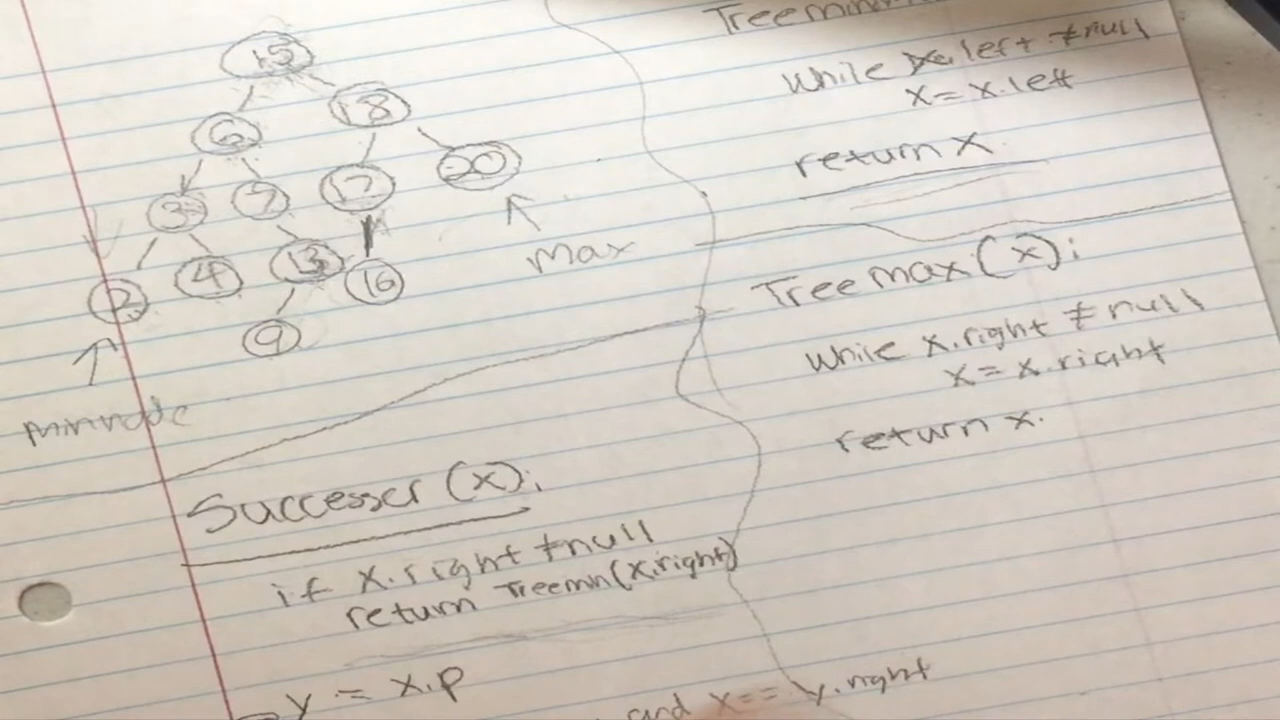 15
6
18
3
7
17
20
2
4
13
16
9
Max
minnode
Treemin
while x.left ≠ null
x = x.left
return x
Treemax(x):
while x.right ≠ null
x = x.right
return x.
Successer (x):
if x.right ≠ null
return Treemin(x.right)
y = x.p
and x == y.right